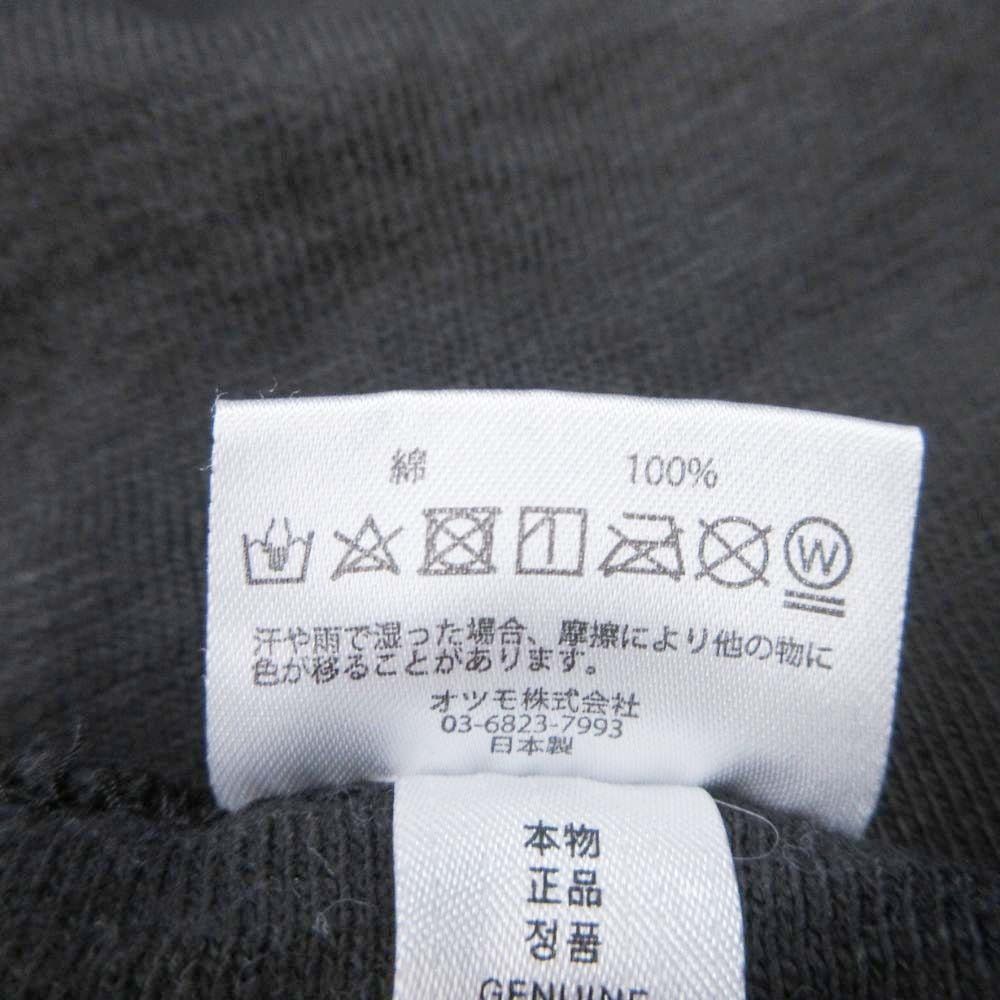 綿 100%
W
汗や雨で湿った場合、摩擦により他の物に
色が移ることがあります。
オツモ株式会社
03-6823-7993
日本製
本物
正品
정품
GENUINE